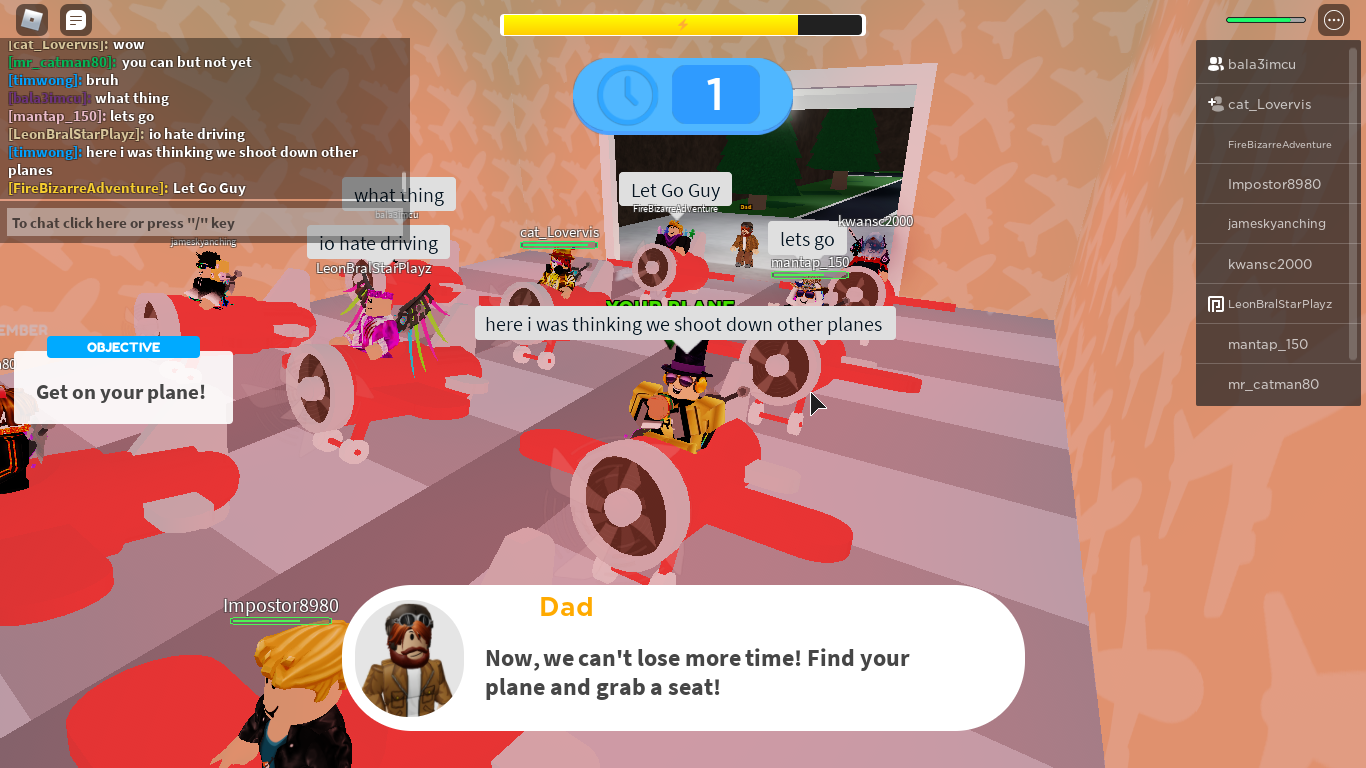 [cat_Lovervis]: wow
[mr_catman80]: you can but not yet
[timwong]: bruh
[bala3imcu]: what thing
[mantap_150]: lets go
[LeonBralStarPlayz]: io hate driving
[timwong]: here i was thinking we shoot down other
planes
[FireBizarreAdventure]: Let Go Guy
To chat click here or press "/" key
1
bala3imcu
cat_Lovervis
FireBizarreAdventure
Impostor8980
jameskyanching
kwansc2000
LeonBralStarPlayz
mantap_150
mr_catman80
what thing
bala3imcu
Let Go Guy
FireBizarreAdventure
Dad
kwansc2000
jameskyanching
io hate driving
LeonBralStarPlayz
cat_Lovervis
lets go
mantap_150
YOUR PLANE
here i was thinking we shoot down other planes
EMBER
OBJECTIVE
Get on your plane!
Impostor8980
Dad
Now, we can't lose more time! Find your
plane and grab a seat!